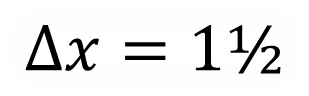 Δx = 1½